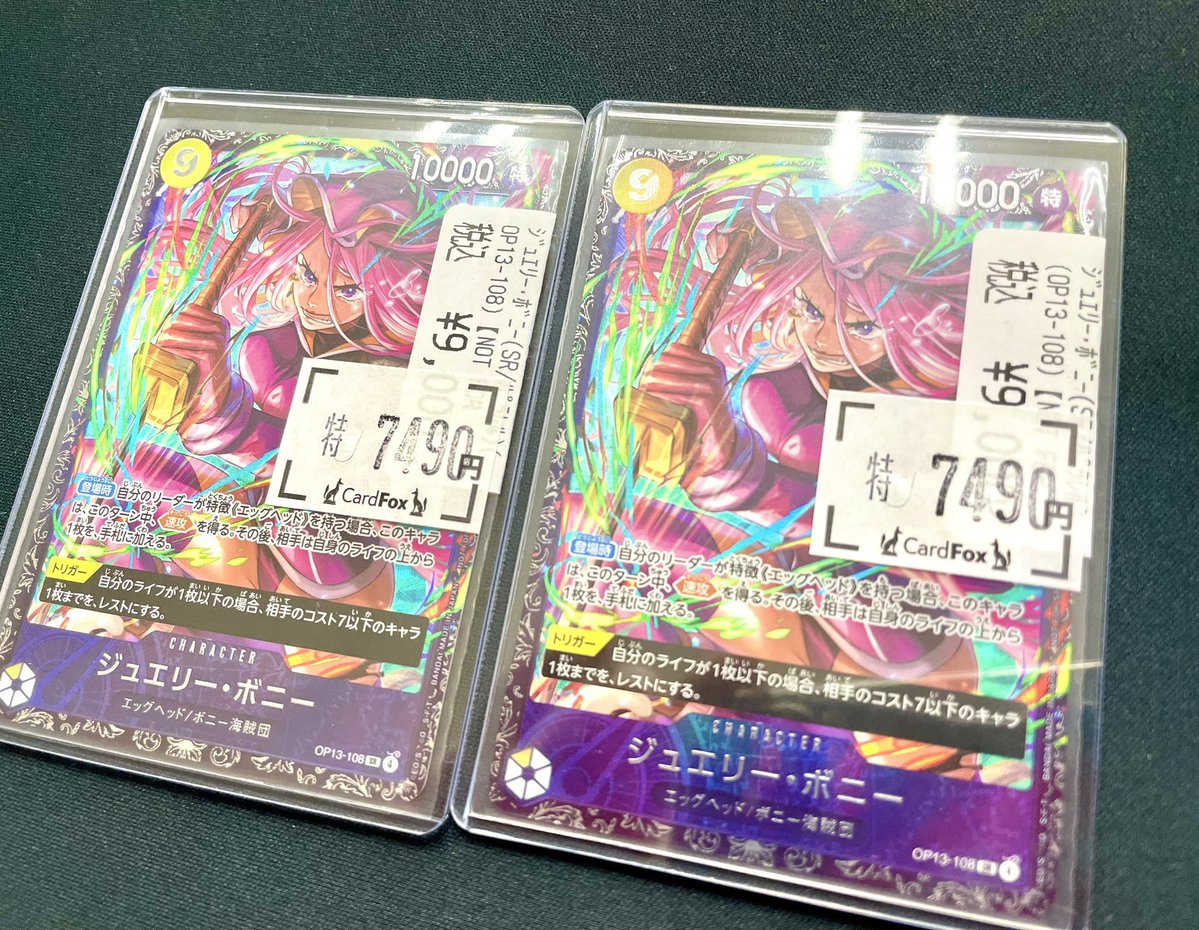 9
10000
ジュエリー・ボニー(SR/
OP13-108)【NOT
税込 ¥9,
特付 7490円
CardFox
登場時 自分のリーダーが特徴《エッグヘッド》を持つ場合、このキャラ
は、このターン中、速攻を得る。その後、相手は自身のライフの上から
1枚を、手札に加える。
トリガー 自分のライフが1枚以下の場合、相手のコスト7以下のキャラ
1枚までを、レストにする。
CHARACTER
ジュエリー・ボニー
エッグヘッド/ボニー海賊団
OP13-108 SR 4
9
000
特
ジュエリー・ボニー(S
(OP13-108)
税込 ¥9
特付 7490円
CardFox
登場時 自分のリーダーが特徴《エッグヘッド》を持つ場合、このキャラ
は、このターン中、速攻を得る。その後、相手は自身のライフの上から
1枚を、手札に加える。
トリガー 自分のライフが1枚以下の場合、相手のコスト7以下のキャラ
1枚までを、レストにする。
CHARACTER
ジュエリー・ボニー
エッグヘッド/ボニー海賊団
OP13-108